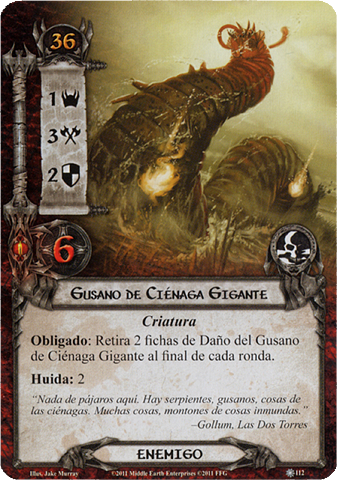 36
1
3
2
6
Gusano de Ciénaga Gigante
Criatura
Obligado: Retira 2 fichas de Daño del Gusano
de Ciénaga Gigante al final de cada ronda.
Huida: 2
“Nada de pájaros aquí. Hay serpientes, gusanos, cosas de
las ciénagas. Muchas cosas, montones de cosas inmundas.”
–Gollum, Las Dos Torres
ENEMIGO
Illus. Jake Murray
©2011 Middle Earth Enterprises ©2011 FFG
112